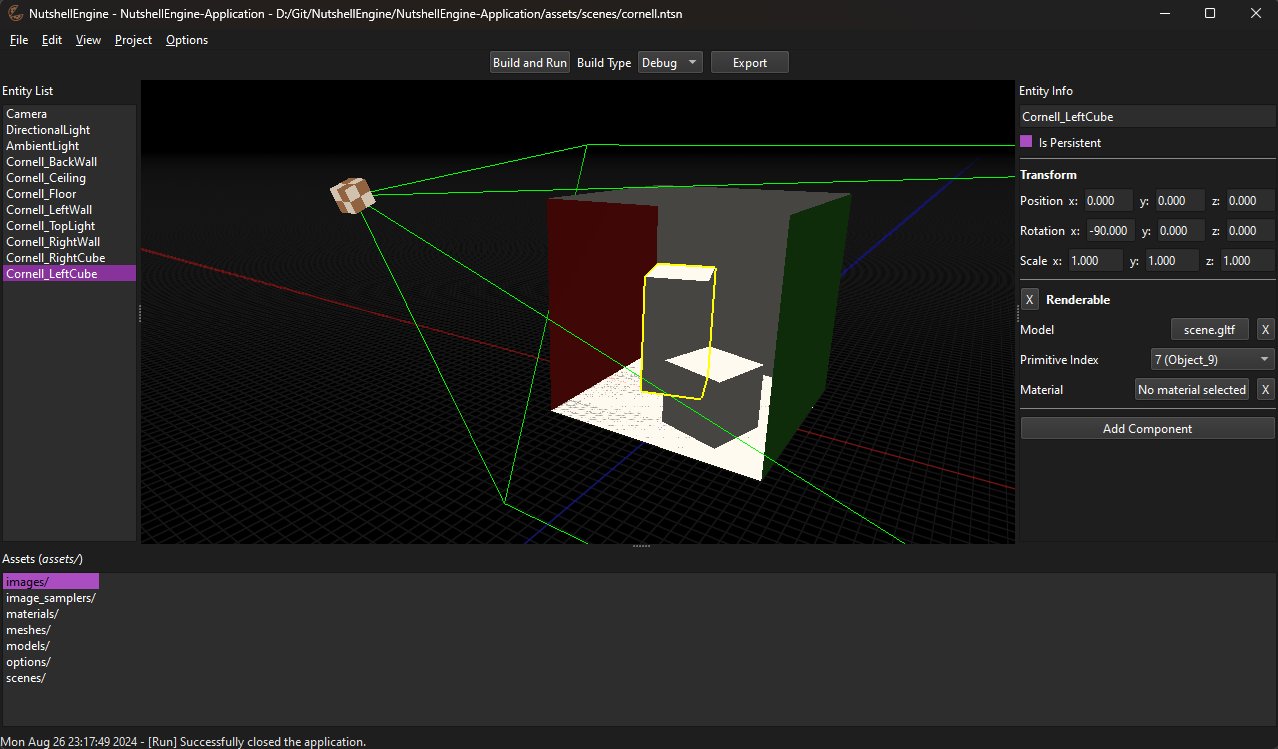 NutshellEngine - NutshellEngine-Application - D:/Git/NutshellEngine/NutshellEngine-Application/assets/scenes/cornell.ntsn
File Edit View Project Options
Build and Run Build Type Debug Export
Entity List
Camera
DirectionalLight
AmbientLight
Cornell_BackWall
Cornell_Ceiling
Cornell_Floor
Cornell_LeftWall
Cornell_TopLight
Cornell_RightWall
Cornell_RightCube
Cornell_LeftCube
Entity Info
Cornell_LeftCube
Is Persistent
Transform
Position x: 0.000 y: 0.000 z: 0.000
Rotation x: -90.000 y: 0.000 z: 0.000
Scale x: 1.000 y: 1.000 z: 1.000
X Renderable
Model scene.gltf X
Primitive Index 7 (Object_9)
Material No material selected X
Add Component
Assets (assets/)
images/
image_samplers/
materials/
meshes/
models/
options/
scenes/
Mon Aug 26 23:17:49 2024 - [Run] Successfully closed the application.